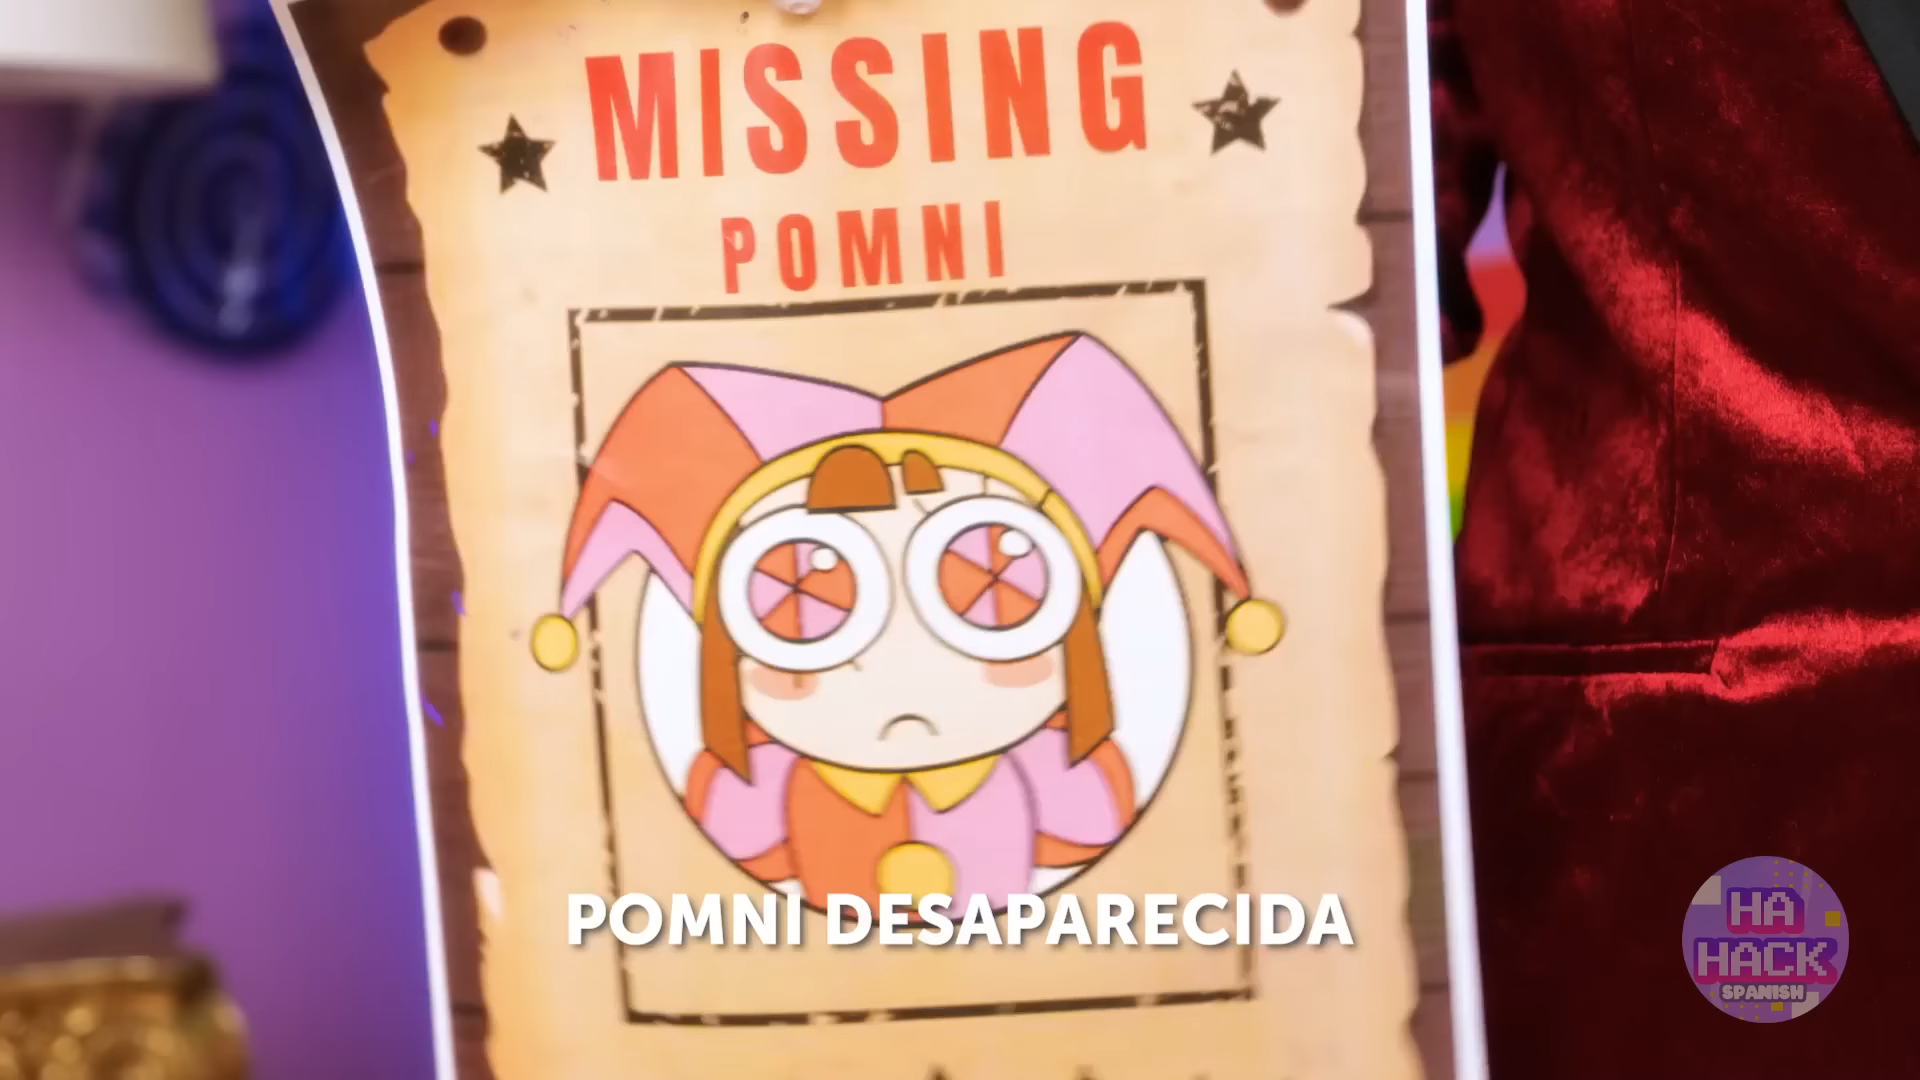 MISSING
POMNI
POMNI DESAPARECIDA
HA
HACK
SPANISH